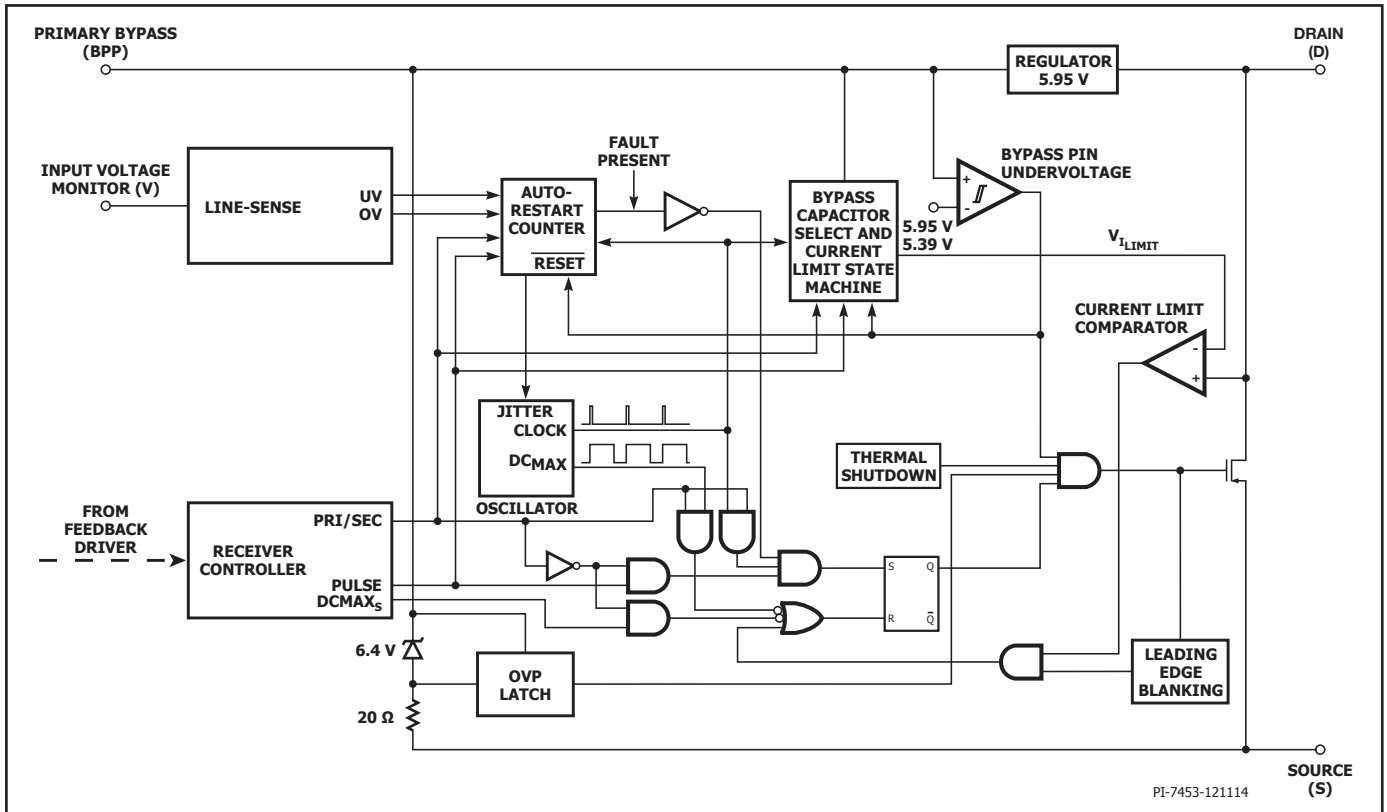 PRIMARY BYPASS
(BPP)
DRAIN
(D)
REGULATOR
5.95 V
INPUT VOLTAGE
MONITOR (V)
LINE-SENSE
UV
OV
AUTO-
RESTART
COUNTER
RESET
FAULT
PRESENT
BYPASS
CAPACITOR
SELECT AND
CURRENT
LIMIT STATE
MACHINE
+
-
5.95 V
5.39 V
BYPASS PIN
UNDERVOLTAGE
VILIMIT
CURRENT LIMIT
COMPARATOR
-
+
JITTER
CLOCK
DCMAX
OSCILLATOR
THERMAL
SHUTDOWN
FROM
FEEDBACK
DRIVER
RECEIVER
CONTROLLER
PRI/SEC
PULSE
DCMAXS
S Q
R Q̅
6.4 V
OVP
LATCH
20 Ω
LEADING
EDGE
BLANKING
SOURCE
(S)
PI-7453-121114